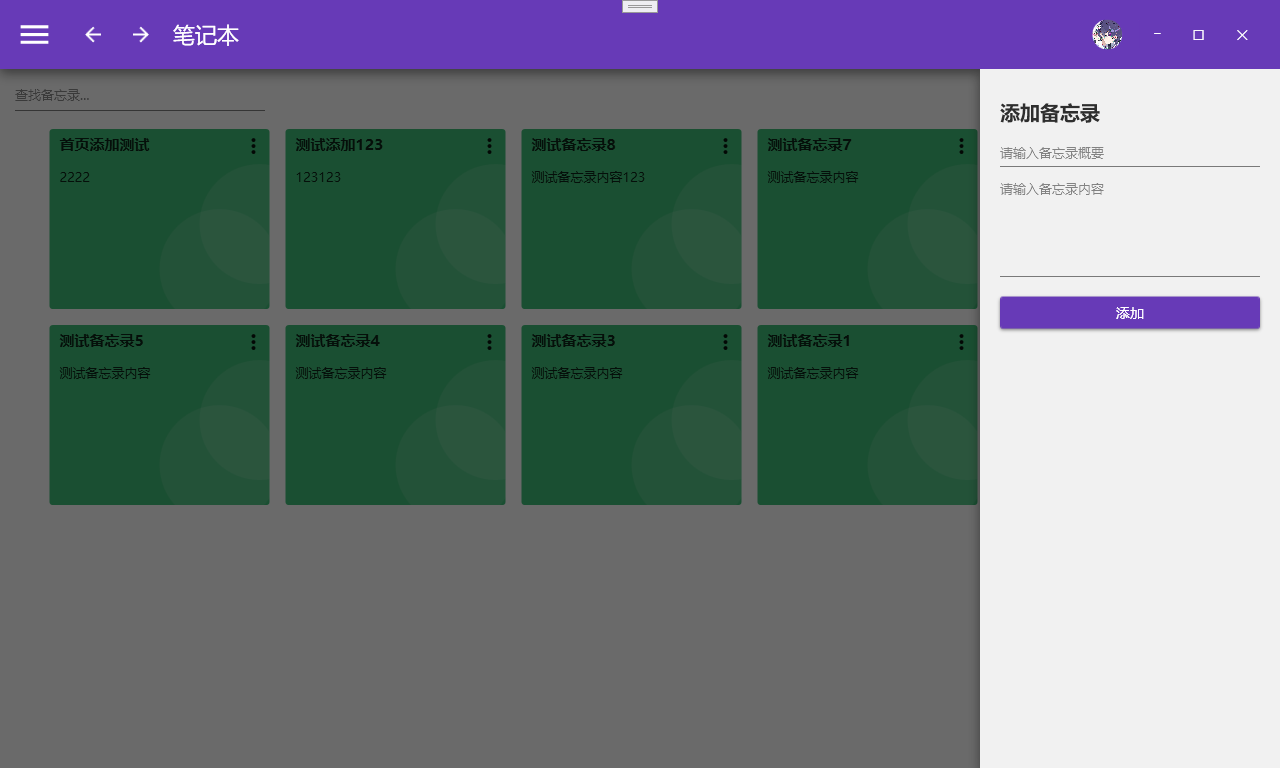 笔记本
查找备忘录...
首页添加测试
2222
测试添加123
123123
测试备忘录8
测试备忘录内容123
测试备忘录7
测试备忘录内容
测试备忘录5
测试备忘录内容
测试备忘录4
测试备忘录内容
测试备忘录3
测试备忘录内容
测试备忘录1
测试备忘录内容
添加备忘录
请输入备忘录概要
请输入备忘录内容
添加